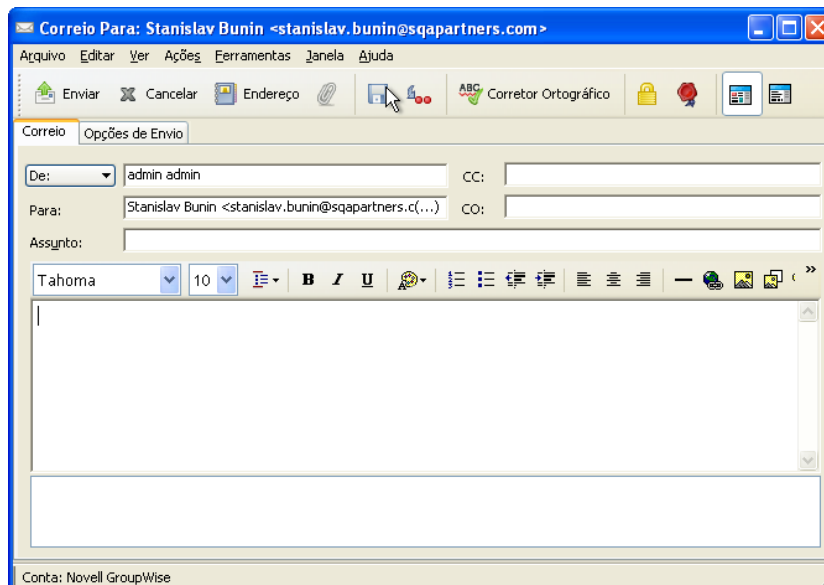 Correio Para: Stanislav Bunin <stanislav.bunin@sqapartners.com>
Arquivo Editar Ver Ações Ferramentas Janela Ajuda
Enviar Cancelar Endereço ABC Corretor Ortográfico
Correio Opções de Envio
De: admin admin CC:
Para: Stanislav Bunin <stanislav.bunin@sqapartners.c(...) CO:
Assunto:
Tahoma 10 B I U
Conta: Novell GroupWise